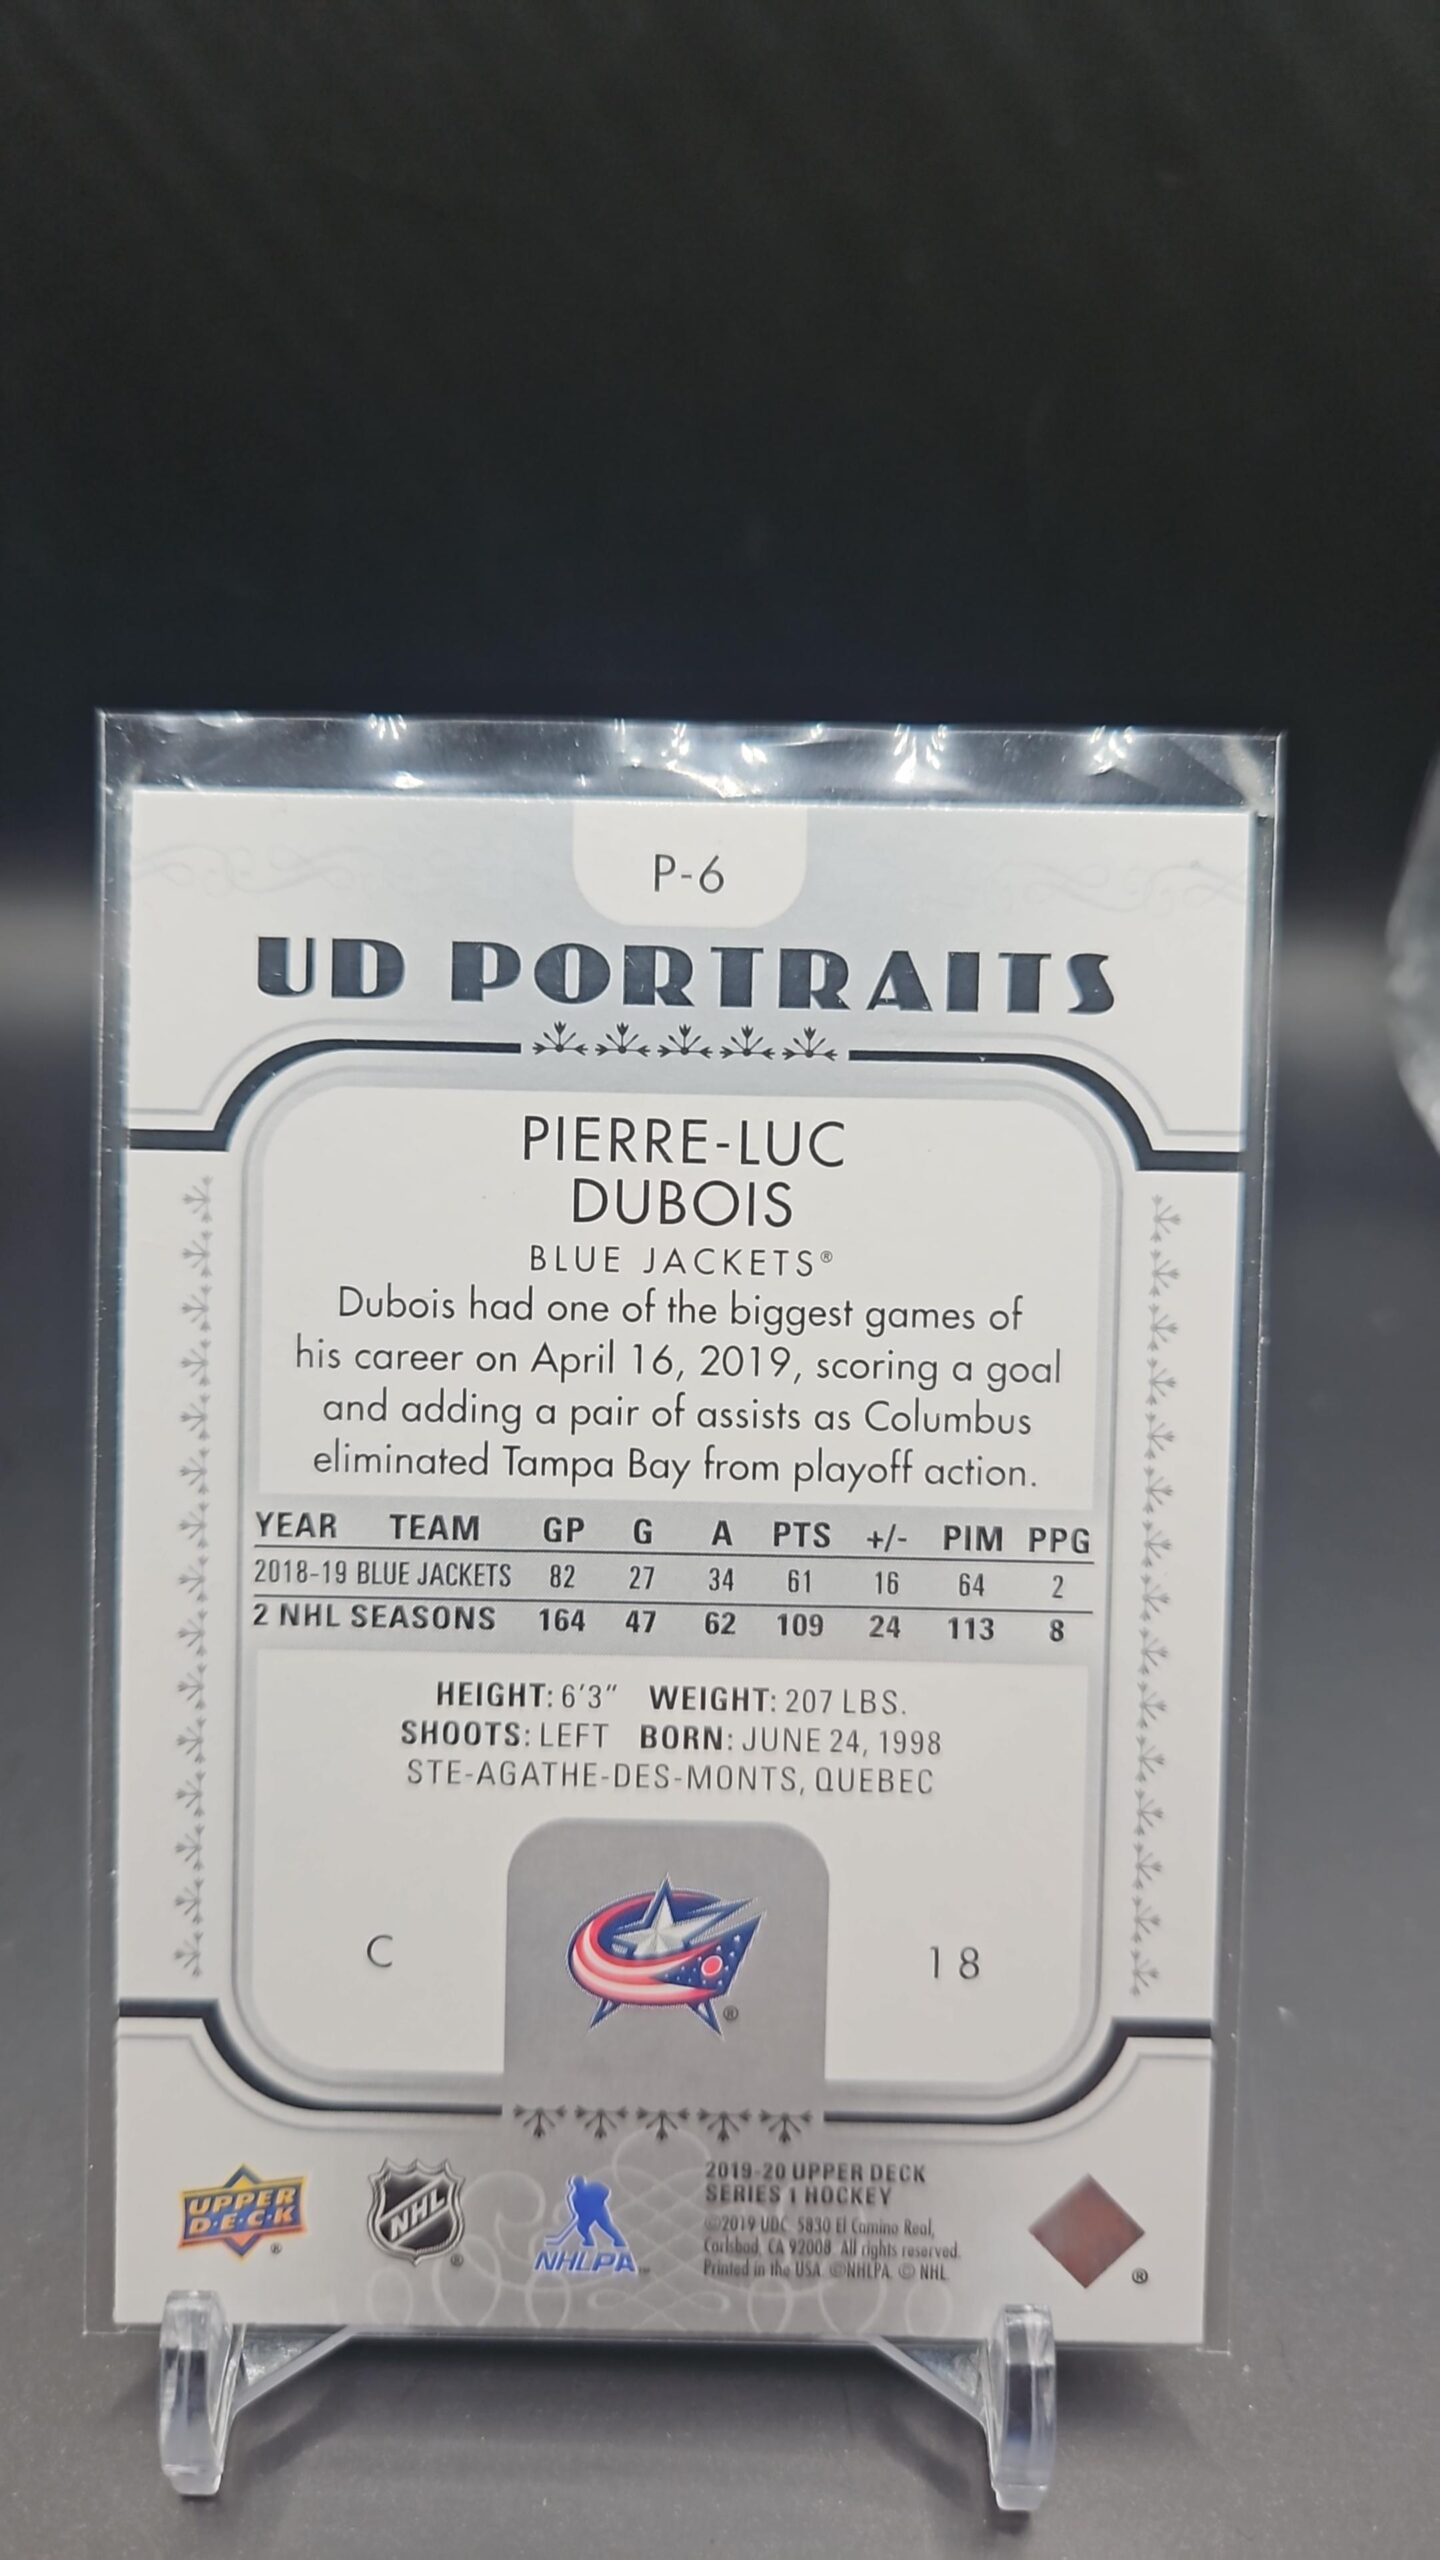 P-6
UD PORTRAITS
PIERRE-LUC
DUBOIS
BLUE JACKETS®
Dubois had one of the biggest games of
his career on April 16, 2019, scoring a goal
and adding a pair of assists as Columbus
eliminated Tampa Bay from playoff action.
YEAR TEAM GP G A PTS +/- PIM PPG
2018-19 BLUE JACKETS 82 27 34 61 16 64 2
2 NHL SEASONS 164 47 62 109 24 113 8
HEIGHT: 6'3" WEIGHT: 207 LBS.
SHOOTS: LEFT BORN: JUNE 24, 1998
STE-AGATHE-DES-MONTS, QUEBEC
C 18
®
UPPER
D·E·C·K
®
NHL
®
NHLPA
™
2019-20 UPPER DECK
SERIES 1 HOCKEY
©2019 UDC 5830 El Camino Real,
Carlsbad, CA 92008 All rights reserved.
Printed in the USA. ©NHLPA. © NHL
®